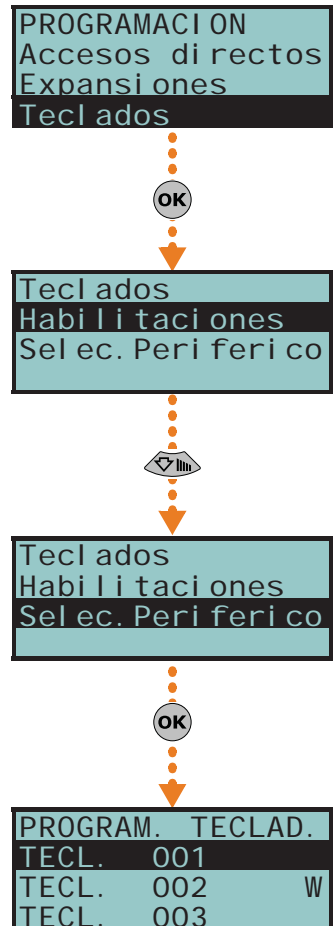 PROGRAMACION
Accesos directos
Expansiones
Teclados
OK
Teclados
Habilitaciones
Selec.Periferico
Teclados
Habilitaciones
Selec.Periferico
OK
PROGRAM. TECLAD.
TECL. 001
TECL. 002 W
TECL. 003